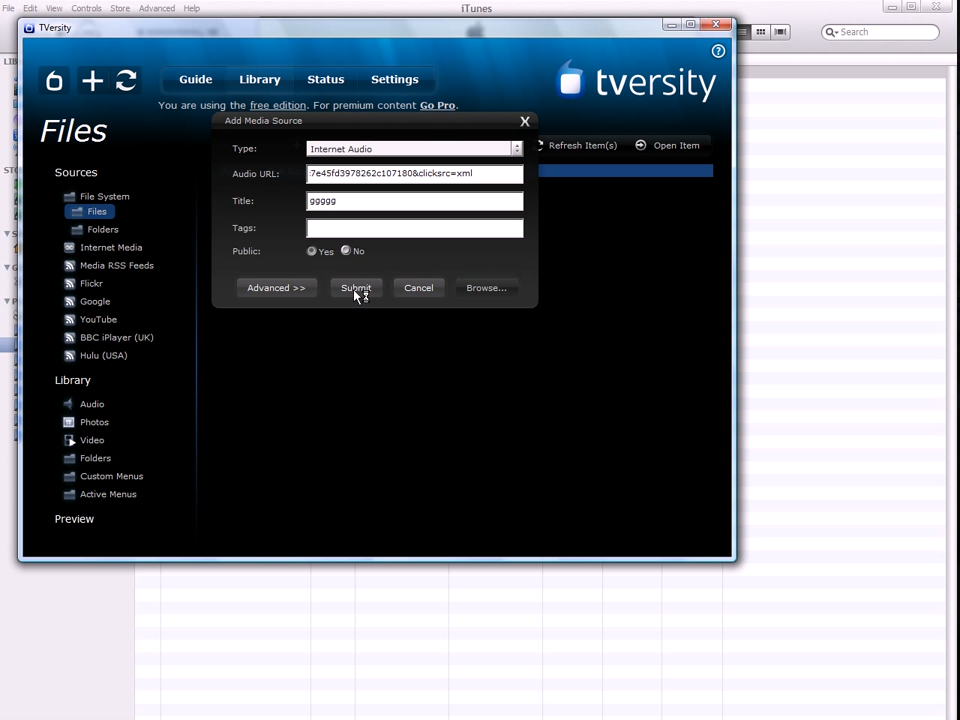 File Edit View Controls Store Advanced Help
iTunes
TVersity
Search
Guide Library Status Settings
tversity
You are using the free edition. For premium content Go Pro.
Files
Add Media Source
X
Refresh Item(s) Open Item
Type: Internet Audio
Audio URL: 7e45fd3978262c107180&clicksrc=xml
Title: ggggg
Tags:
Public: Yes No
Advanced >> Submit Cancel Browse...
Sources
File System
Files
Folders
Internet Media
Media RSS Feeds
Flickr
Google
YouTube
BBC iPlayer (UK)
Hulu (USA)
Library
Audio
Photos
Video
Folders
Custom Menus
Active Menus
Preview